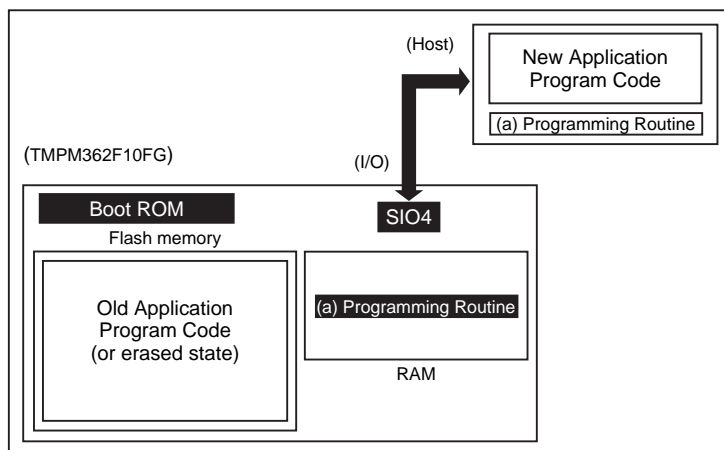 (Host)
New Application
Program Code
(a) Programming Routine
(TMPM362F10FG)
(I/O)
Boot ROM
SIO4
Flash memory
Old Application
Program Code
(or erased state)
(a) Programming Routine
RAM